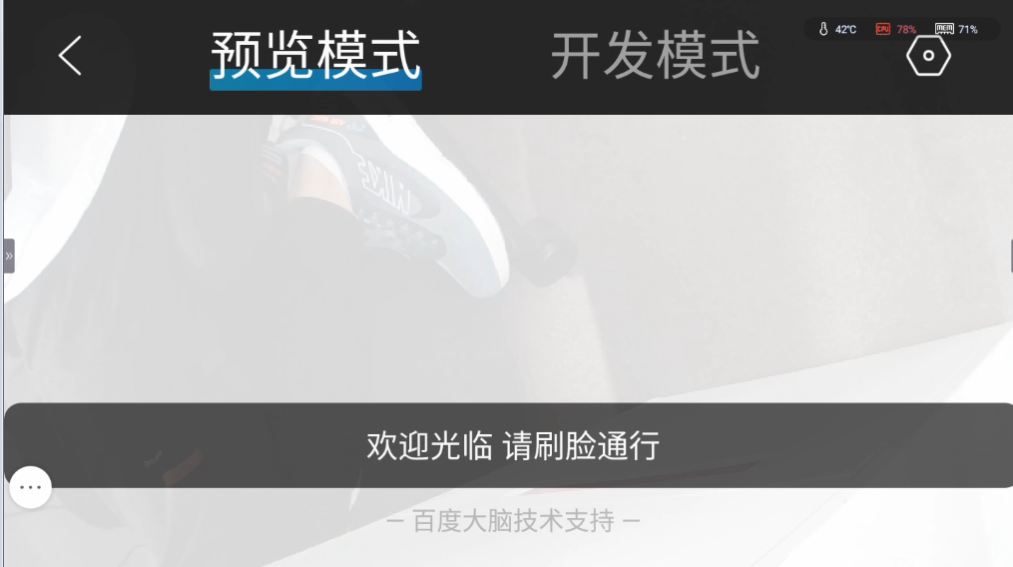 42℃ CPU 78% MEM 71%
预览模式 开发模式
欢迎光临 请刷脸通行
— 百度大脑技术支持 —